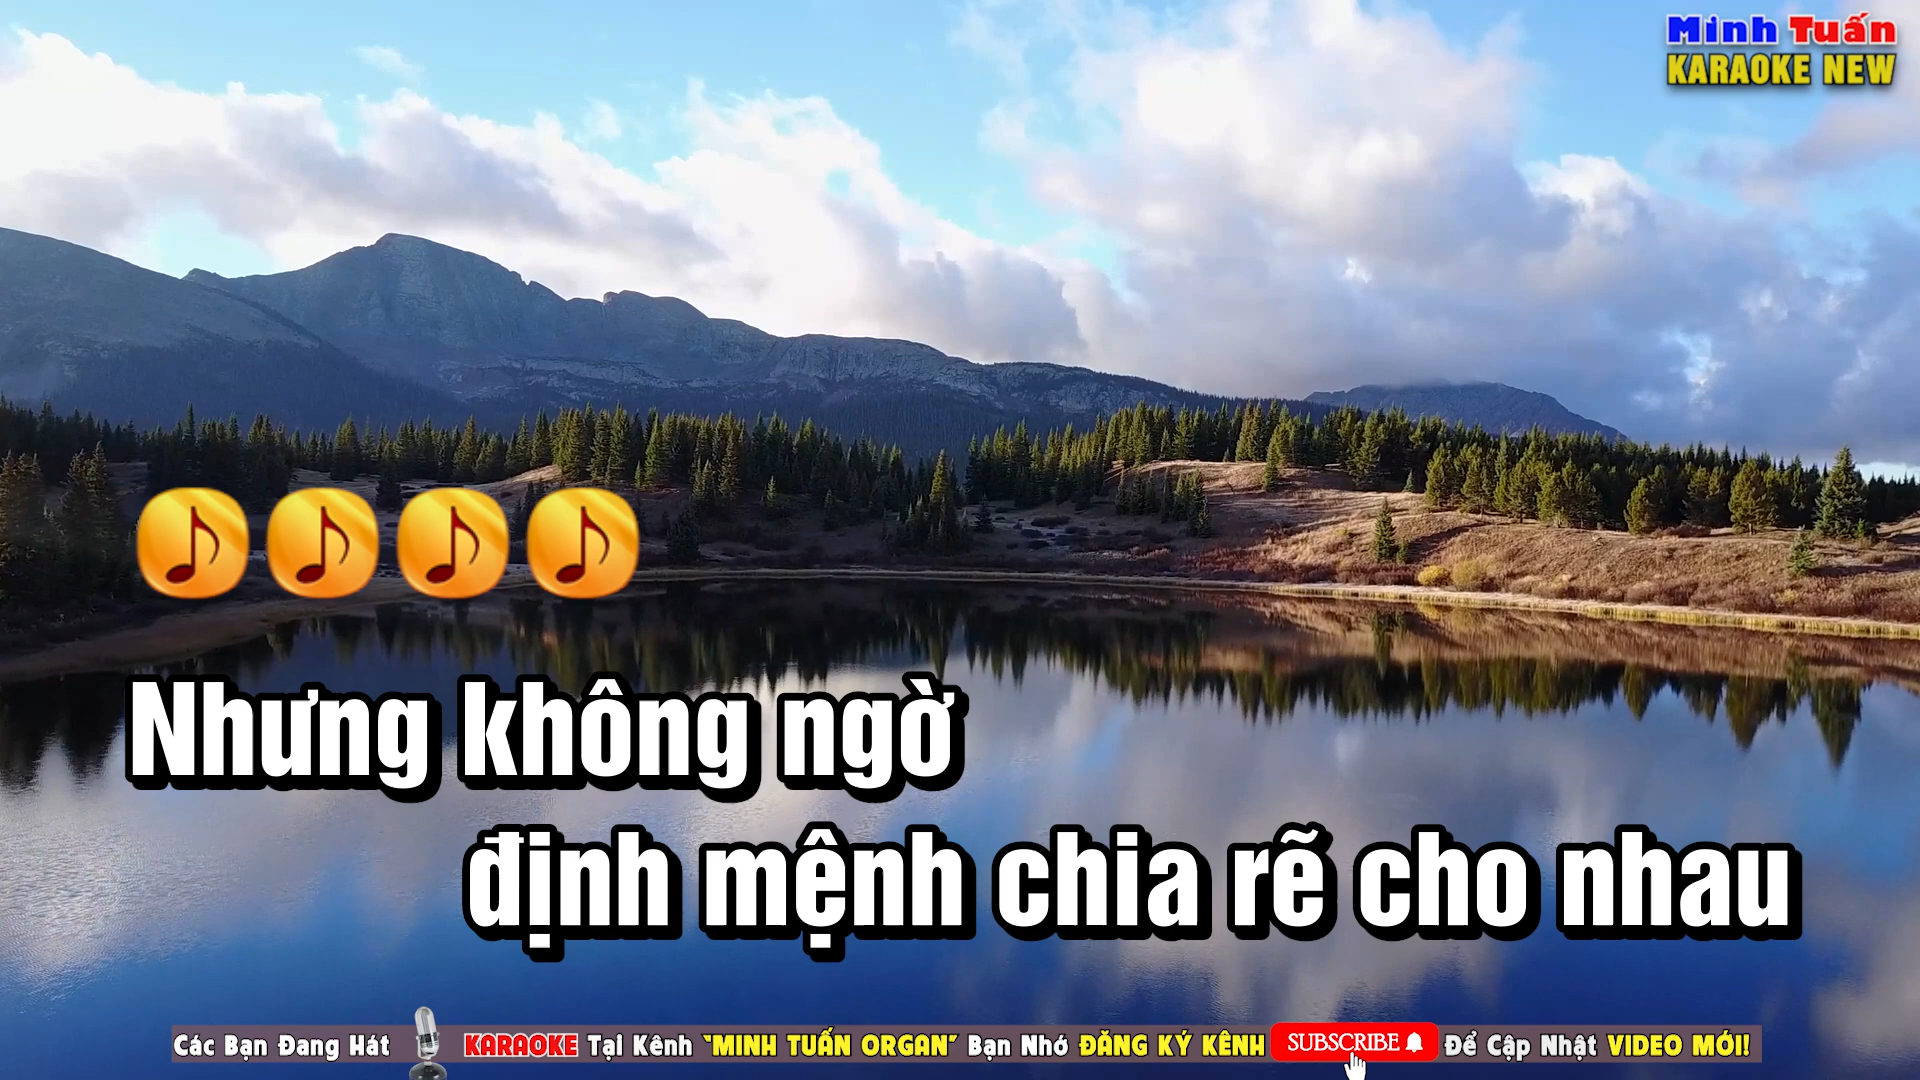 Minh Tuấn
KARAOKE NEW
Nhưng không ngờ
định mệnh chia rẽ cho nhau
Các Bạn Đang Hát KARAOKE Tại Kênh "MINH TUẤN ORGAN" Bạn Nhớ ĐĂNG KÝ KÊNH SUBSCRIBE Để Cập Nhật VIDEO MỚI!